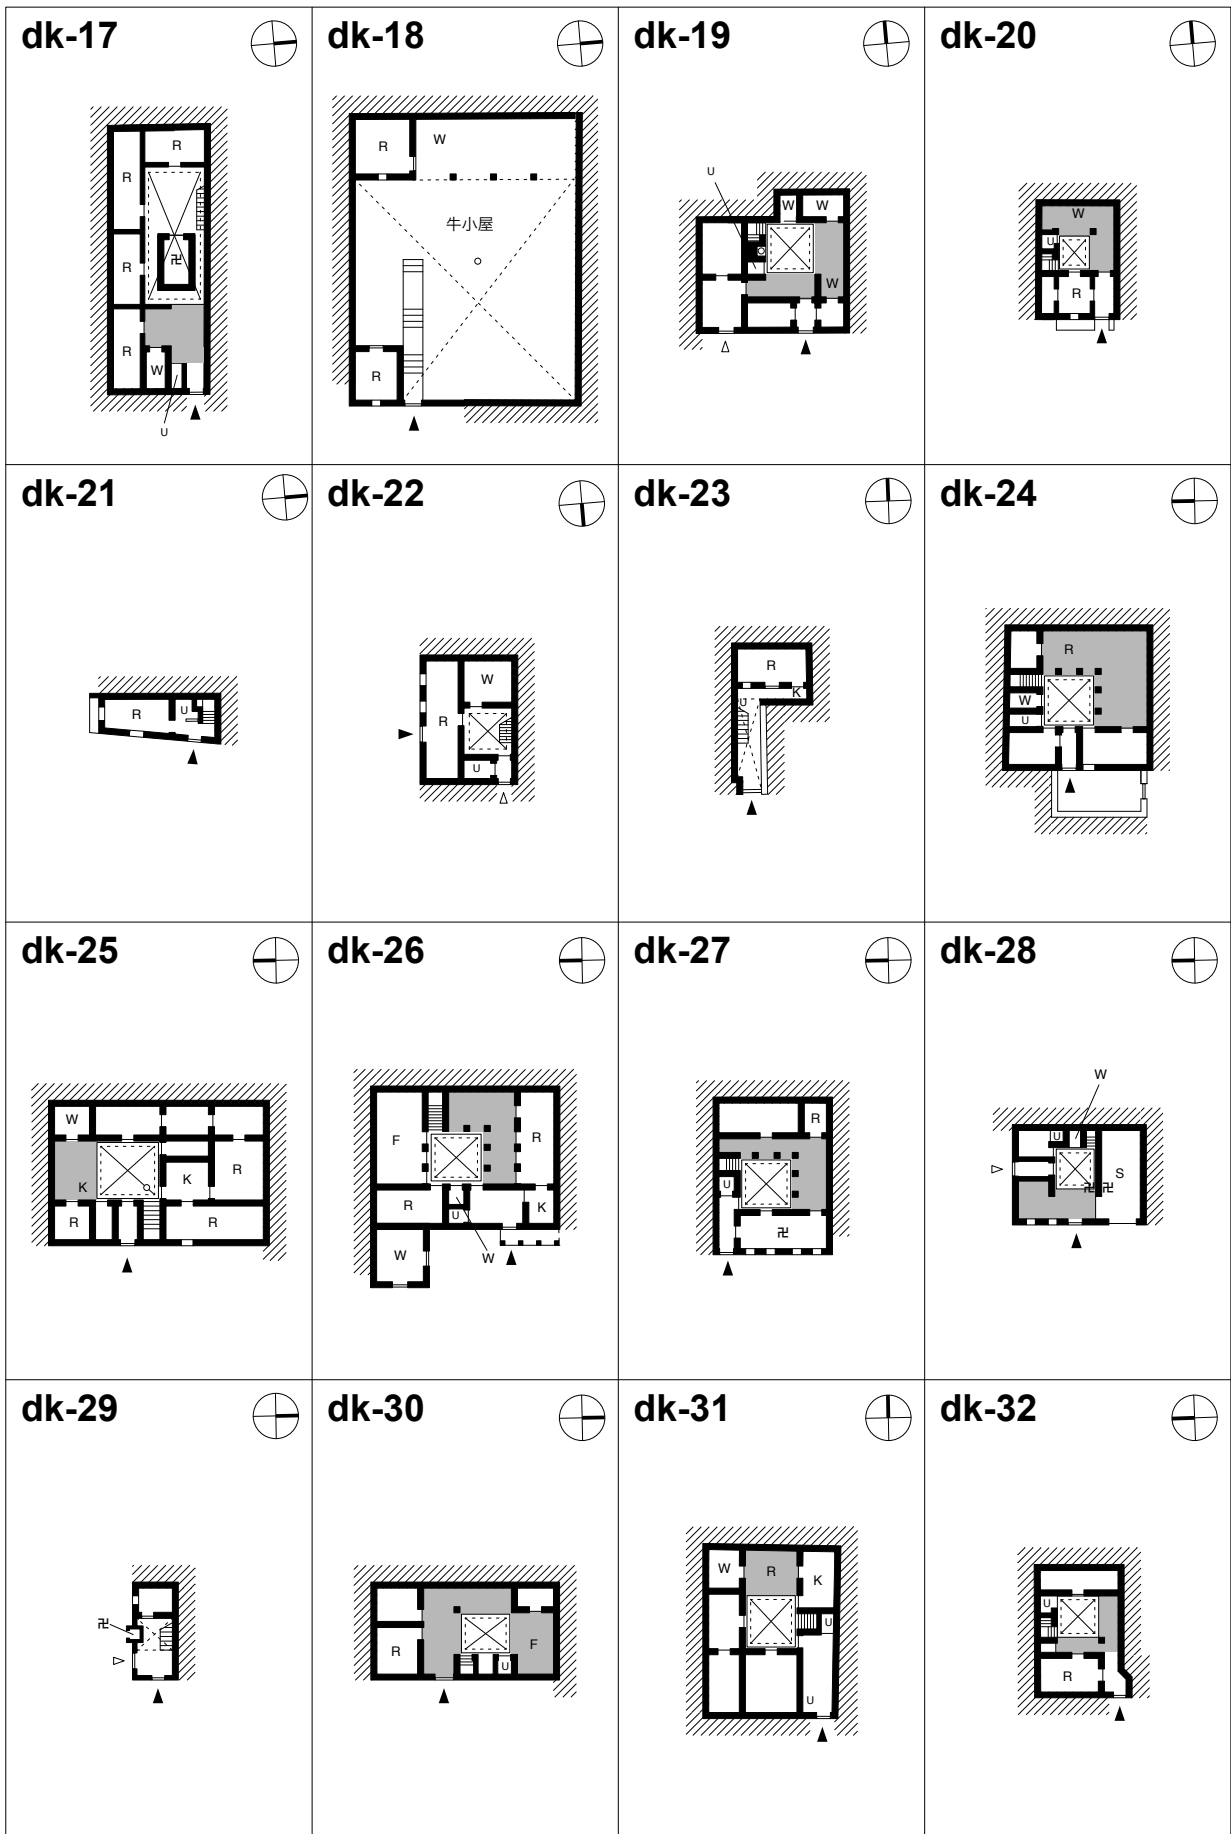 dk-17
R
R
卍
R
R
W
U
dk-18
R
W
牛小屋
R
dk-19
U
W
W
W
dk-20
W
U
R
dk-21
R
U
dk-22
W
R
U
dk-23
R
K
U
dk-24
R
W
U
dk-25
W
R
K
K
R
R
dk-26
F
R
R
W
U
K
W
W
dk-27
R
U
卍
dk-28
W
U
S
卍卍
dk-29
卍
dk-30
R
F
U
dk-31
W
R
K
U
U
dk-32
U
R